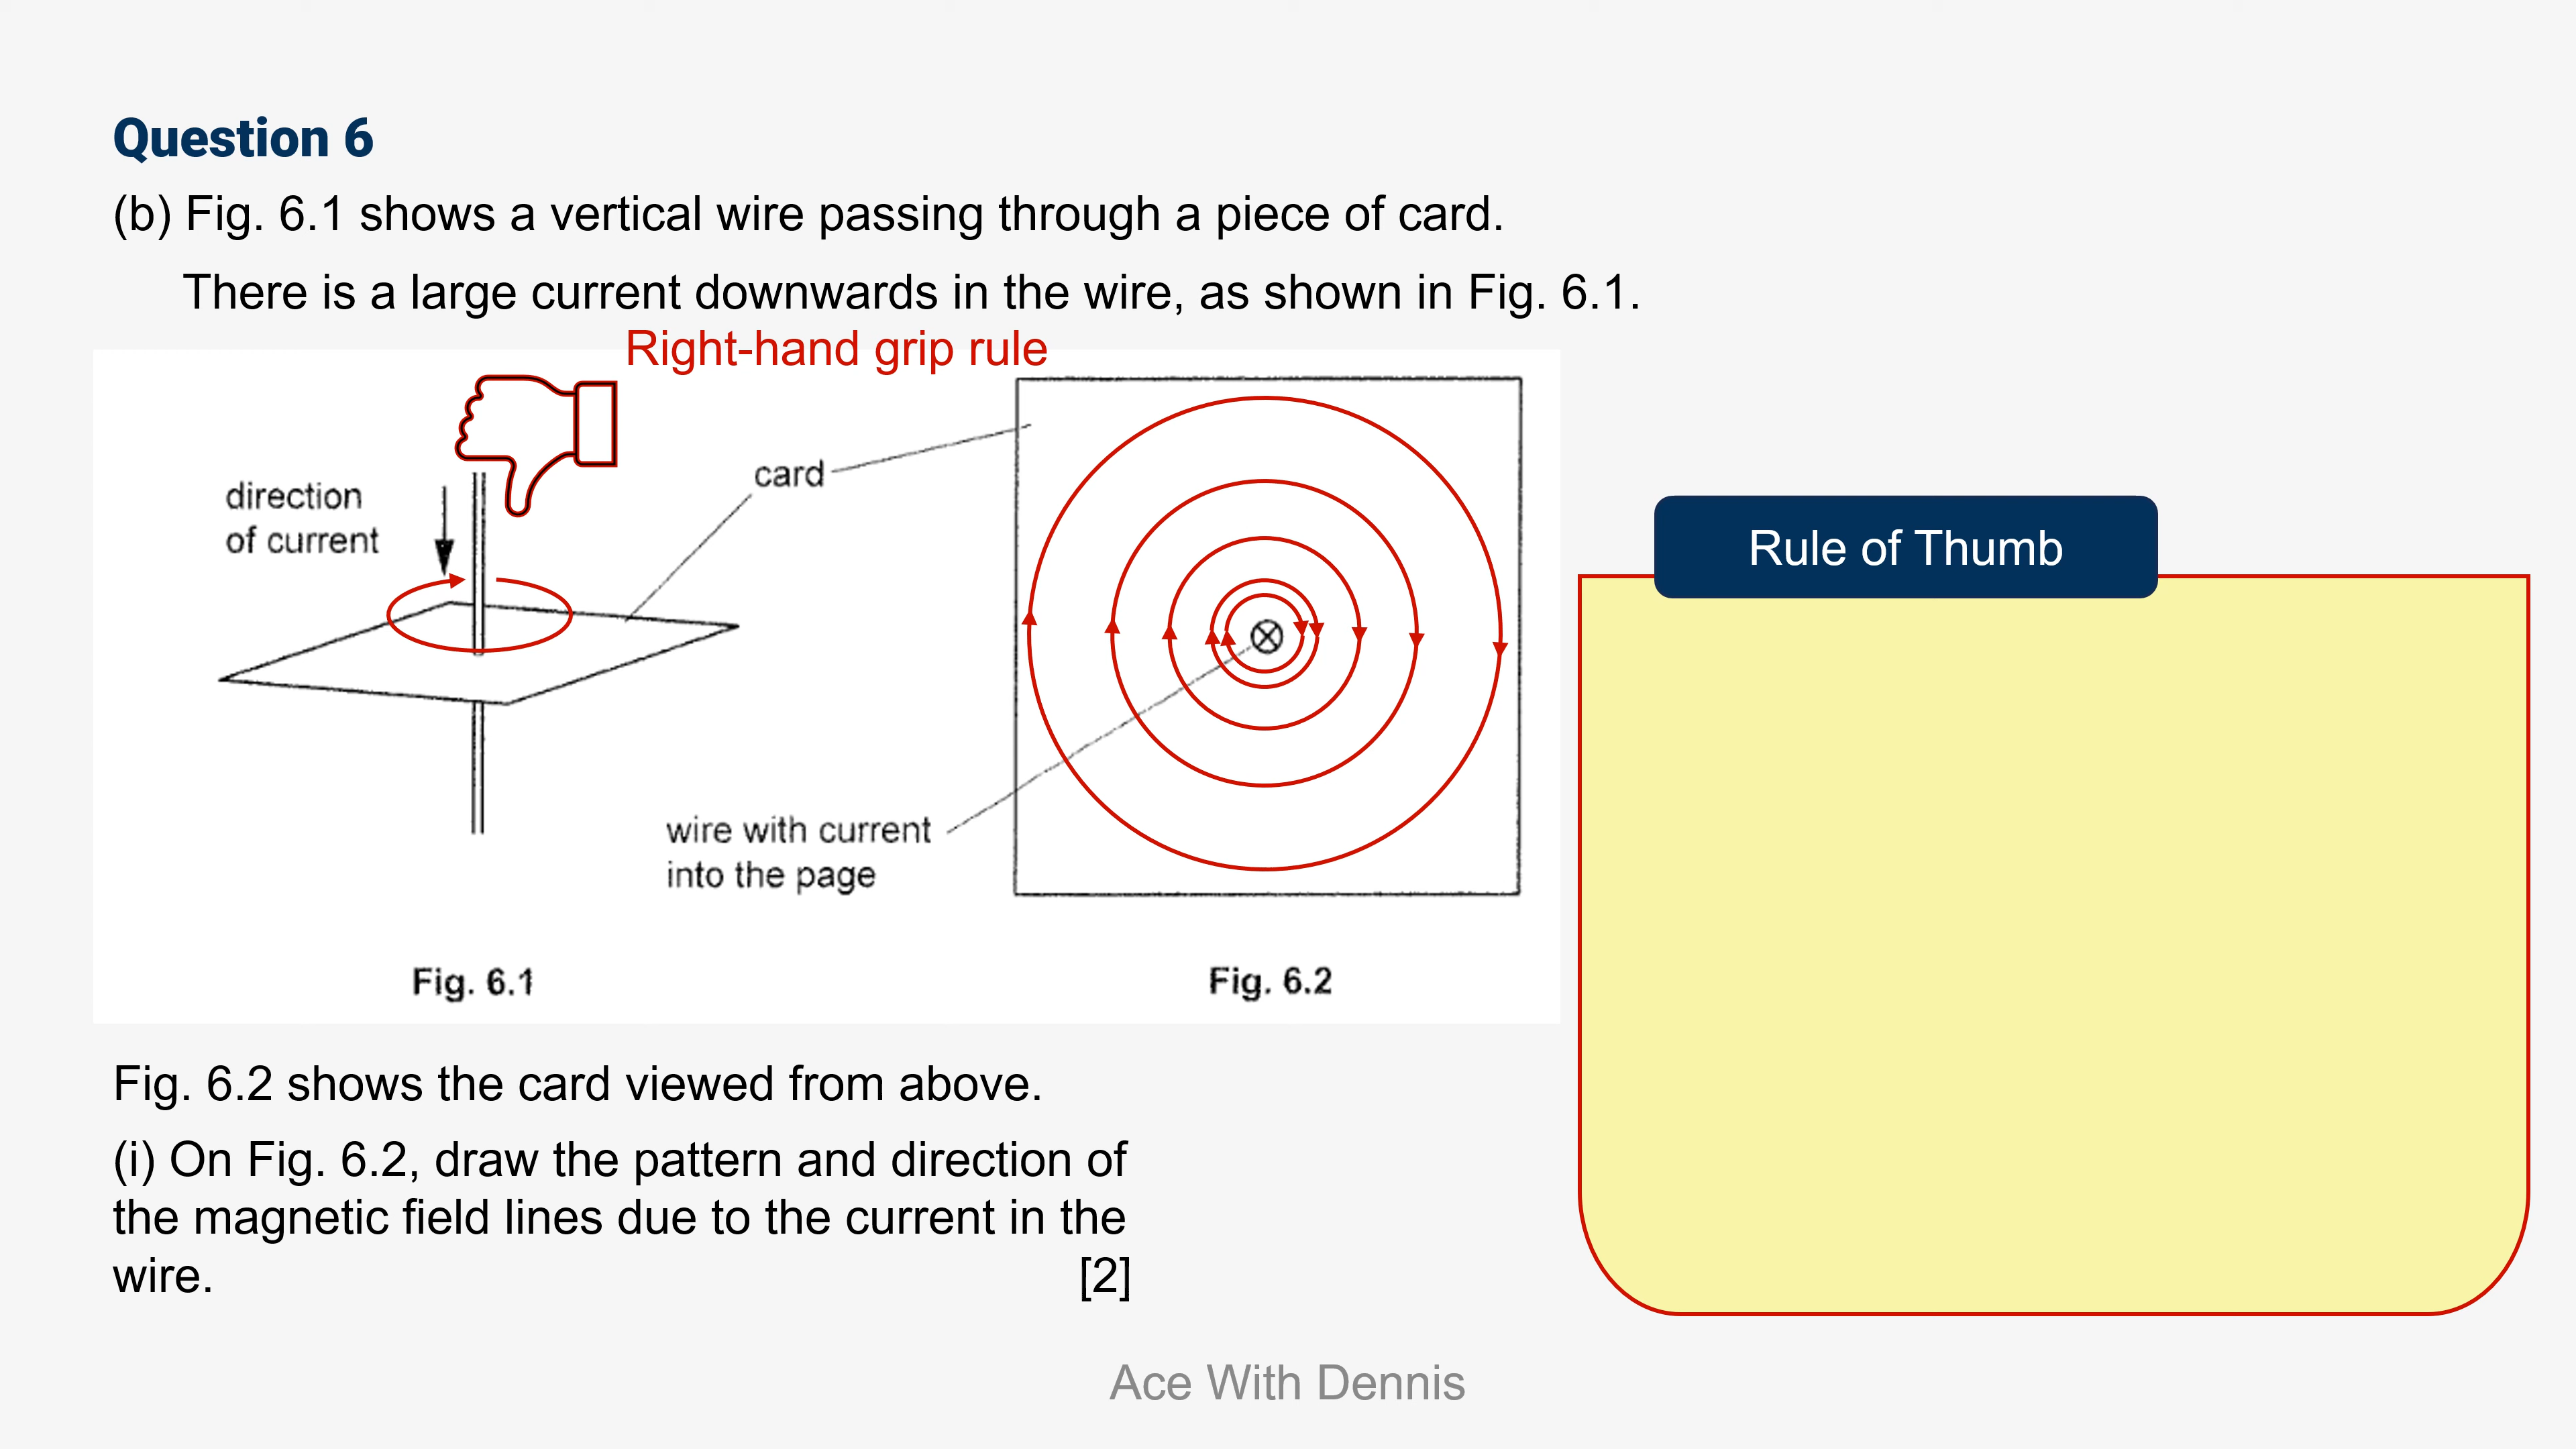 Question 6
(b) Fig. 6.1 shows a vertical wire passing through a piece of card.
There is a large current downwards in the wire, as shown in Fig. 6.1.
Right-hand grip rule
card
direction
of current
wire with current
into the page
Fig. 6.1
Fig. 6.2
Rule of Thumb
Fig. 6.2 shows the card viewed from above.
(i) On Fig. 6.2, draw the pattern and direction of
the magnetic field lines due to the current in the
wire. [2]
Ace With Dennis